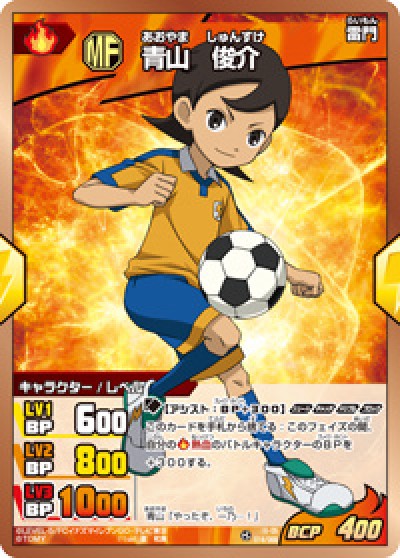 らいもん
雷門
MF
あおやま しゅんすけ
青山 俊介
キャラクター / レベル
LV1
BP 600
LV2
BP 800
LV3
BP 1000
【アシスト：BP+300】
このカードを手札から捨てる：このフェイズの間、
自分の熱血のバトルキャラクターのBPを
+300する。
青山「やったぞ、一乃…！」
©TOMY
BCP 400